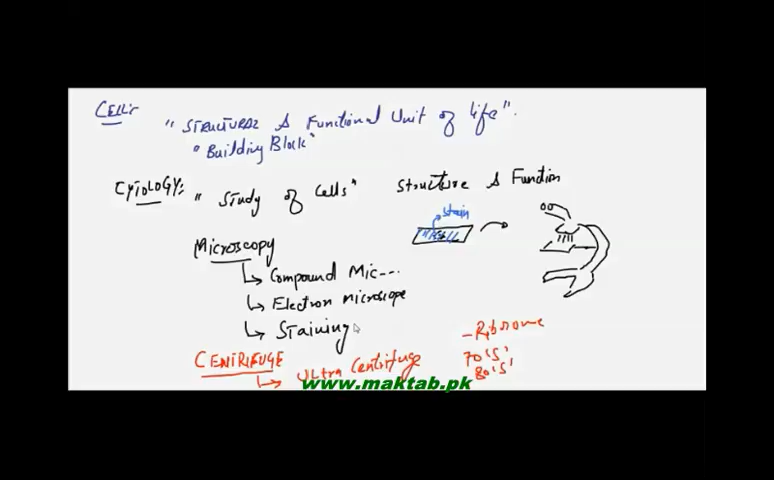 CELL:
"STRUCTURAL & Functional Unit of life".
"Building Block"
CYTOLOGY: "Study of Cells" Structure & Function
stain
Microscopy
Compound Mic---
Electron microscope
Staining
CENTRIFUGE
ULtra Centrifuge
- Ribosome
70'S'
80'S'
www.maktab.pk